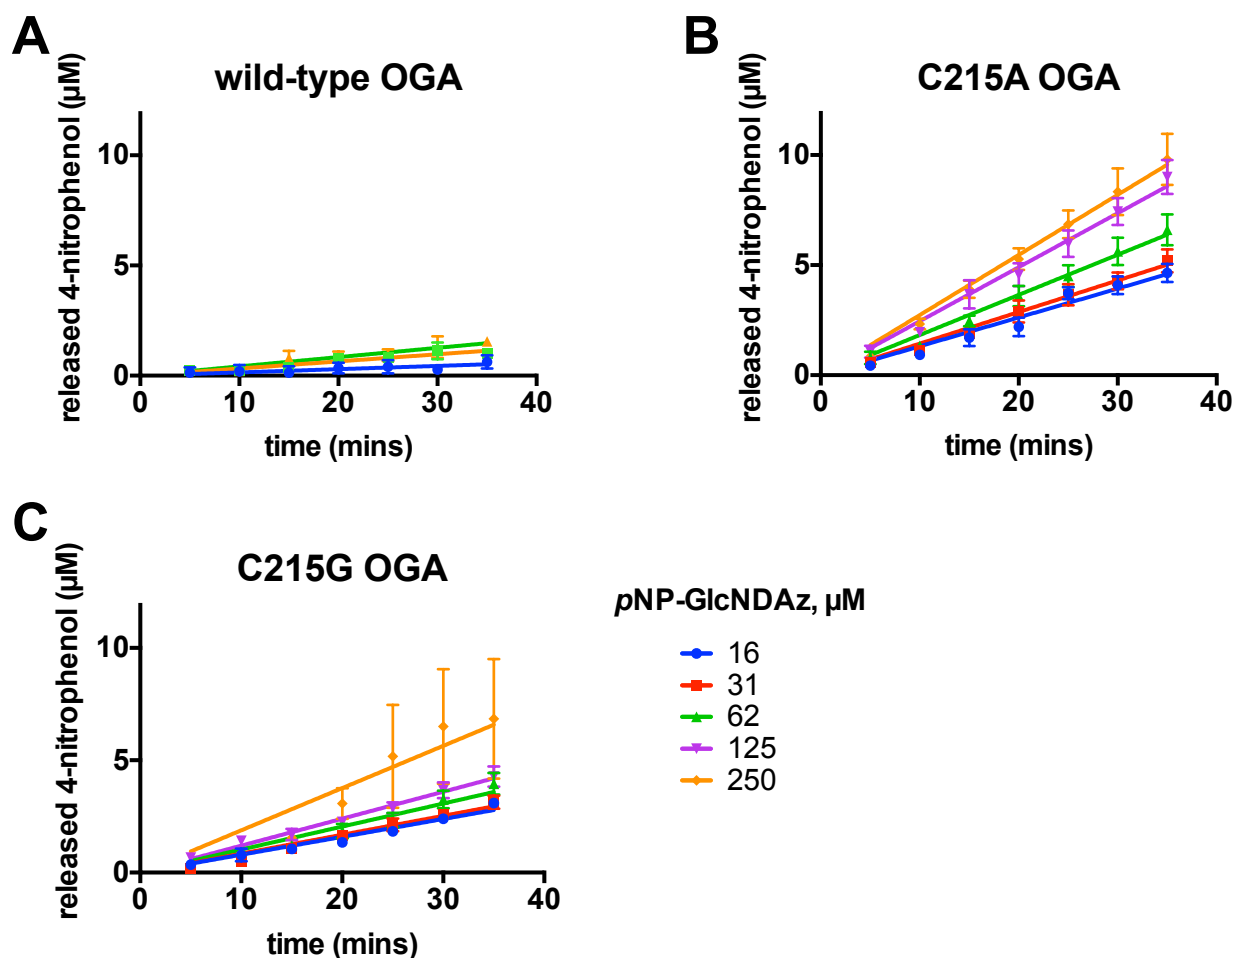 A
wild-type OGA
released 4-nitrophenol (µM)
10
5
0
0 10 20 30 40
time (mins)
B
C215A OGA
released 4-nitrophenol (µM)
10
5
0
0 10 20 30 40
time (mins)
C
C215G OGA
released 4-nitrophenol (µM)
10
5
0
0 10 20 30 40
time (mins)
pNP-GlcNDAz, µM
16
31
62
125
250